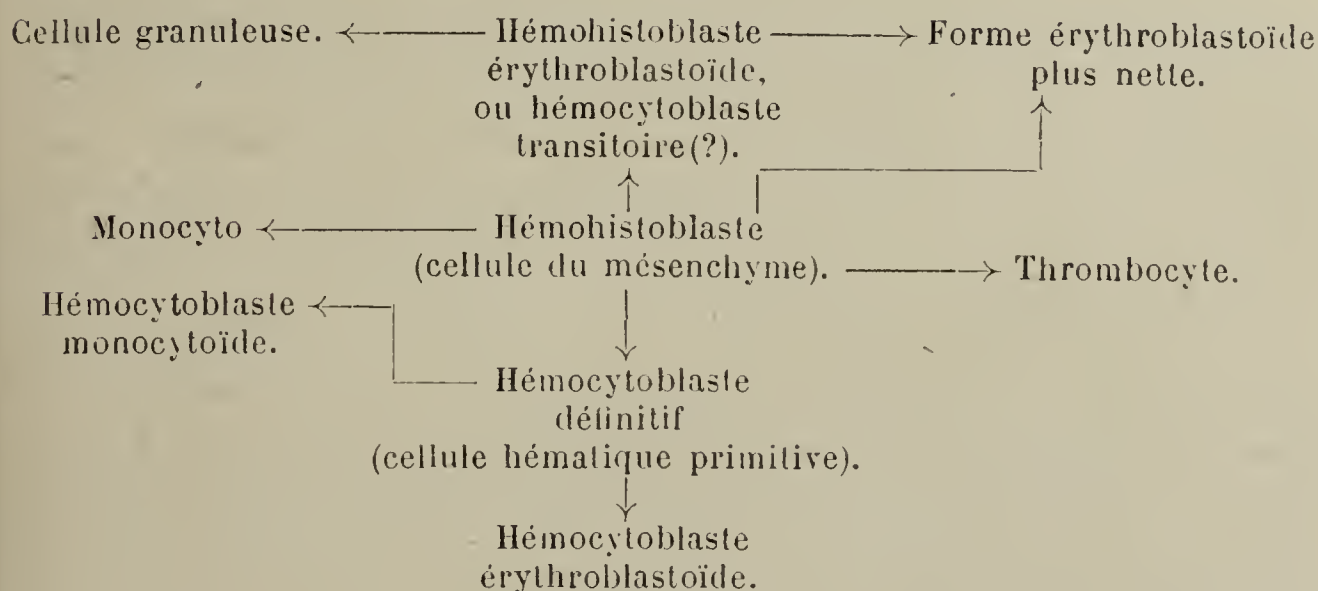 Cellule granuleuse. Hémohistoblaste Forme érythroblastoïde
érythroblastoïde, plus nette.
ou hémocytoblaste
transitoire(?).
Monocyto Hémohistoblaste
(cellule du mésenchyme). Thrombocyte.
Hémocytoblaste
monocytoïde.
Hémocytoblaste
définitif
(cellule hématique primitive).
Hémocytoblaste
érythroblastoïde.